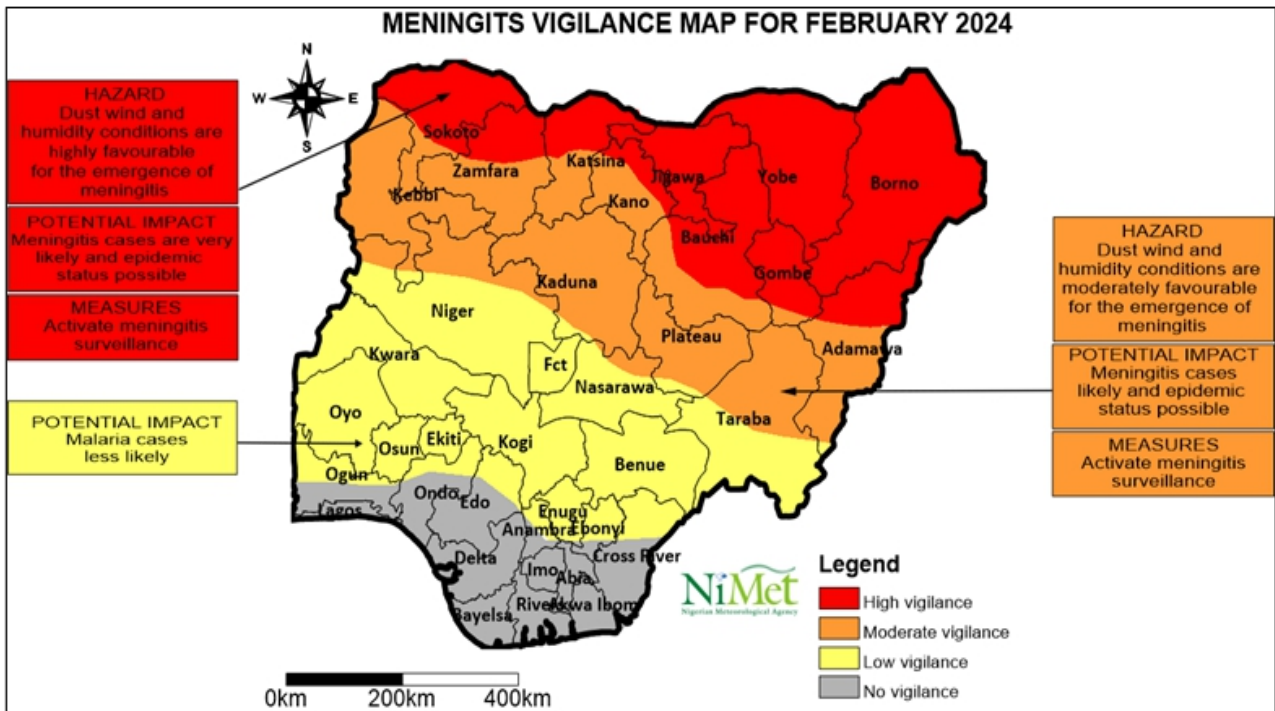 MENINGITS VIGILANCE MAP FOR FEBRUARY 2024
N
W E
S
HAZARD
Dust wind and
humidity conditions are
highly favourable
for the emergence of
meningitis
POTENTIAL IMPACT
Meningitis cases are very
likely and epidemic
status possible
MEASURES
Activate meningitis
surveillance
POTENTIAL IMPACT
Malaria cases
less likely
Sokoto
Zamfara
Katsina
Kebbi
Kano
Jigawa
Yobe
Borno
Bauchi
Gombe
Kaduna
Niger
Plateau
Adamawa
Kwara
Fct
Nasarawa
Taraba
Oyo
Osun
Ekiti
Kogi
Benue
Ogun
Lagos
Ondo
Edo
Enugu
Anambra
Ebonyi
Delta
Imo
Abia
Cross River
Bayelsa
Rivers
Akwa Ibom
HAZARD
Dust wind and
humidity conditions are
moderately favourable
for the emergence of
meningitis
POTENTIAL IMPACT
Meningitis cases
likely and epidemic
status possible
MEASURES
Activate meningitis
surveillance
NiMet
Nigerian Meteorological Agency
Legend
High vigilance
Moderate vigilance
Low vigilance
No vigilance
0km 200km 400km